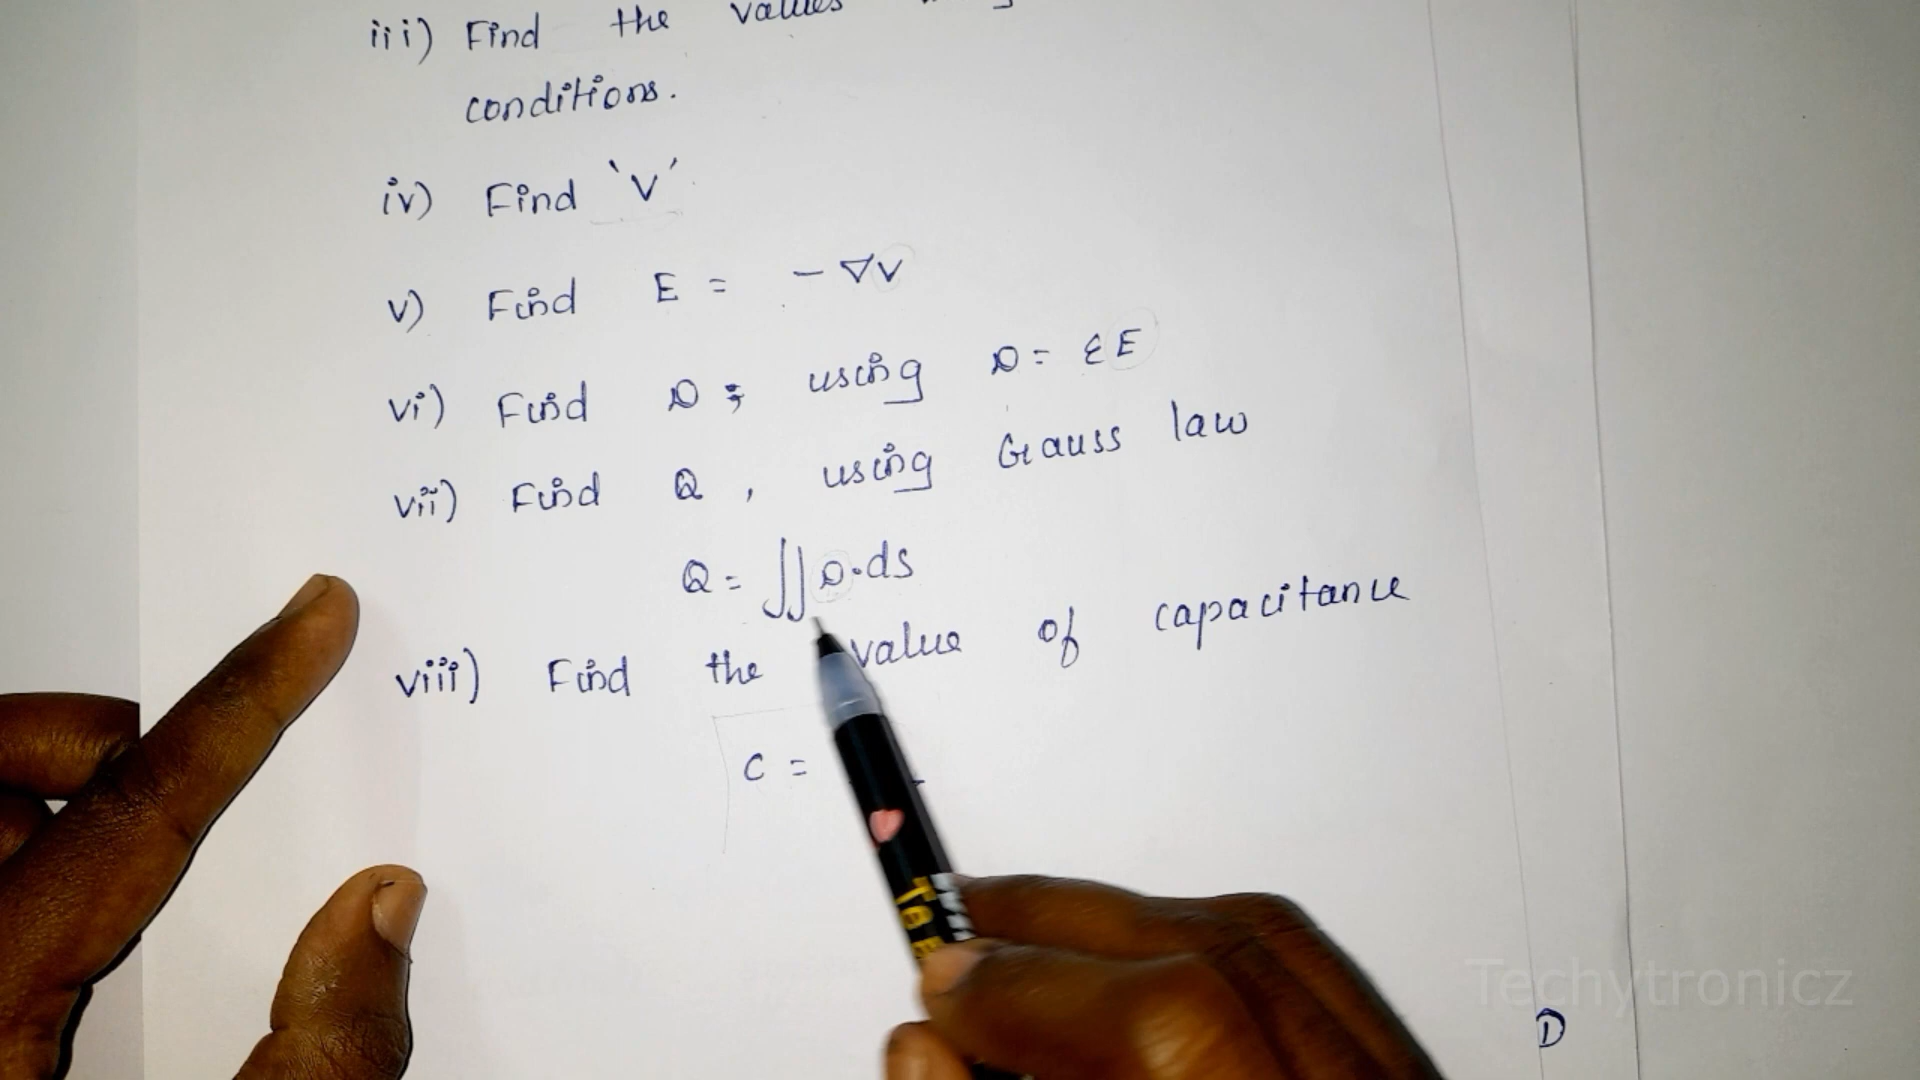 iii) Find the values
conditions.
iv) Find 'V'
v) Find E = - ∇V
vi) Find D ; using D = εE
vii) Find Q , using Gauss law
Q = ∬ D.ds
viii) Find the value of capacitance
C =
Techytronicz
D